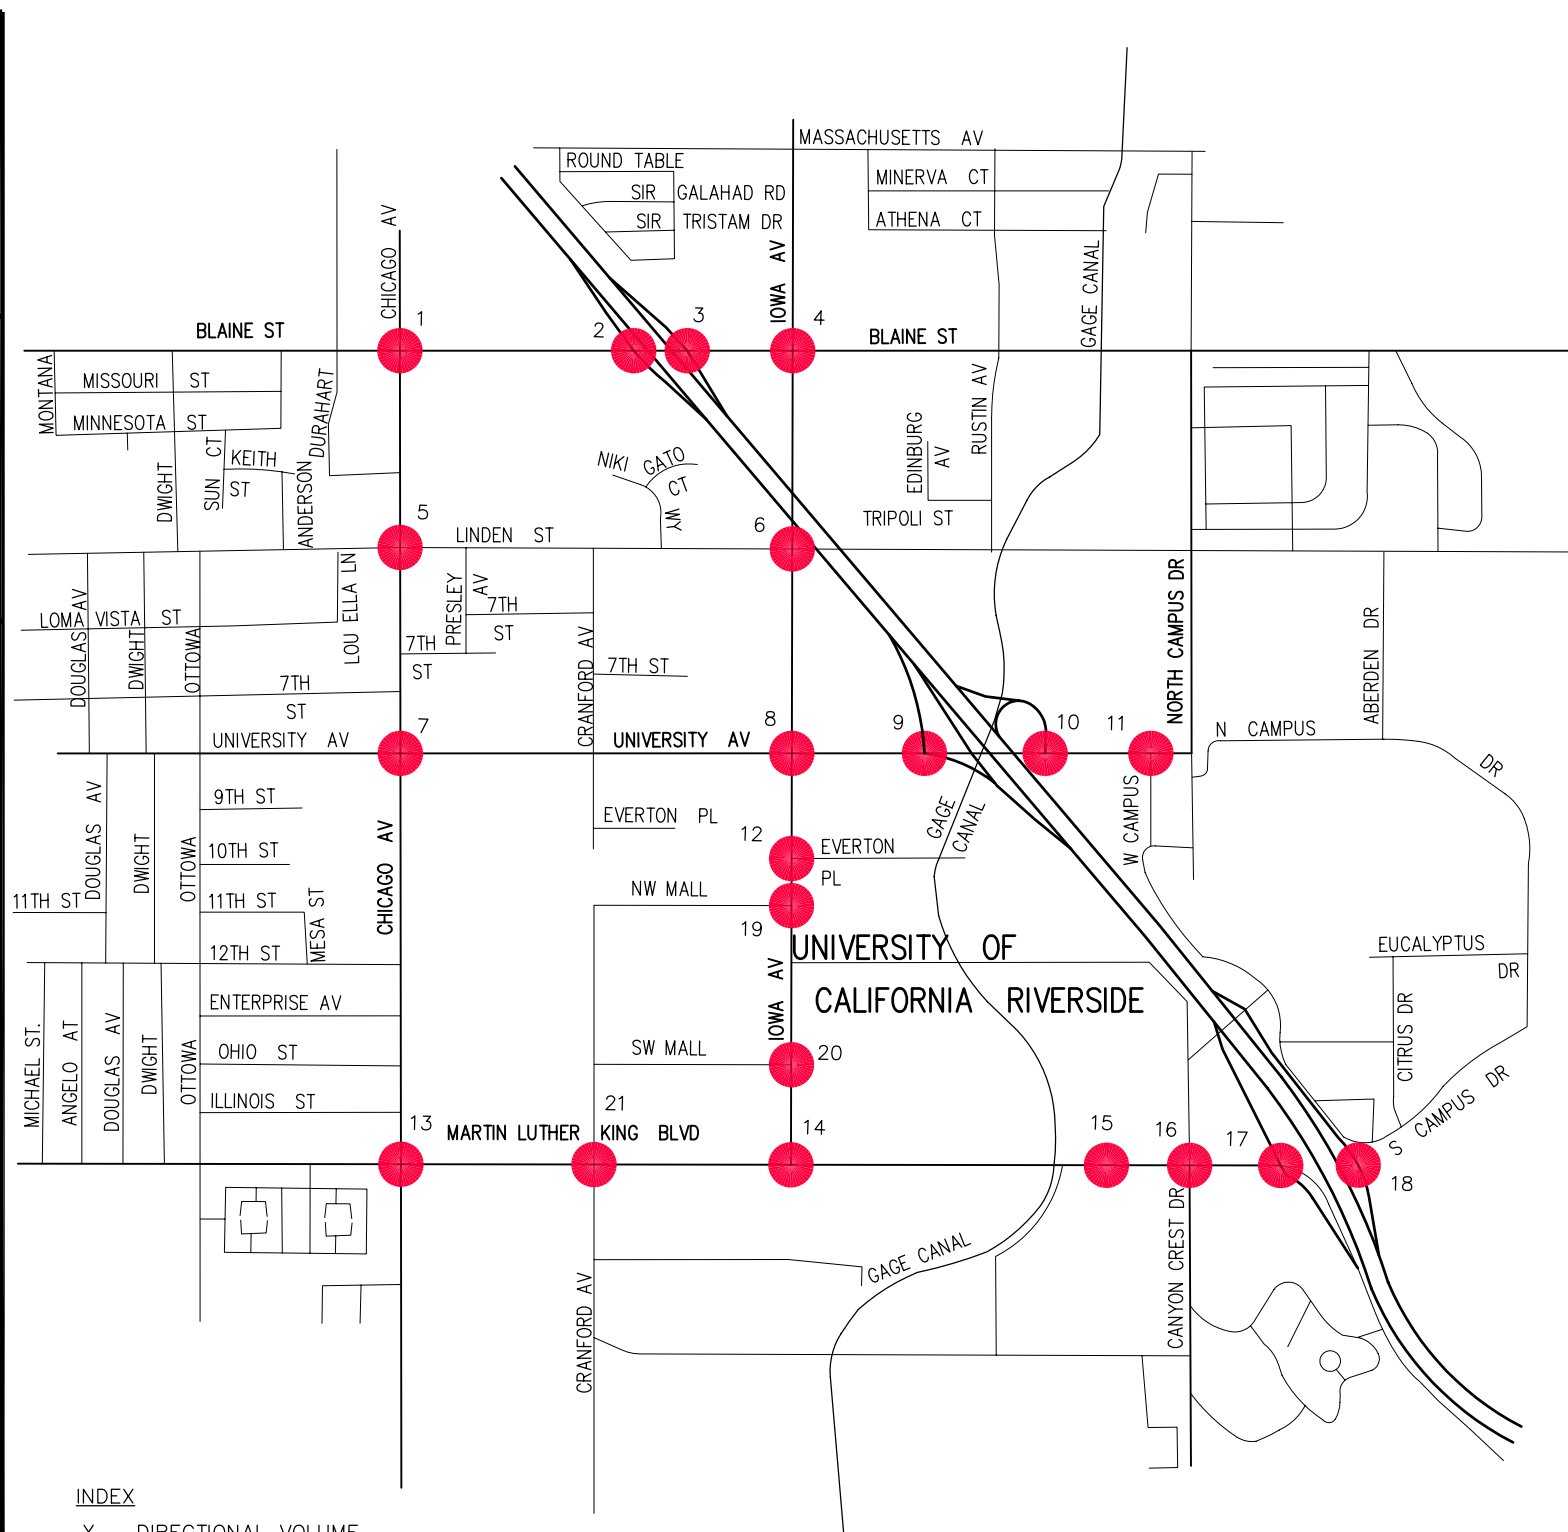 MASSACHUSETTS AV
ROUND TABLE
SIR GALAHAD RD
SIR TRISTAM DR
MINERVA CT
ATHENA CT
CHICAGO AV
IOWA AV
GAGE CANAL
1
2
3
4
BLAINE ST
BLAINE ST
MONTANA
MISSOURI ST
MINNESOTA ST
DWIGHT
SUN CT
KEITH ST
ANDERSON
DURAHART
NIKI GATO CT WY
EDINBURG AV
RUSTIN AV
TRIPOLI ST
5
6
LINDEN ST
LOU ELLA LN
PRESLEY AV
7TH ST
7TH ST
7TH ST
LOMA VISTA ST
DOUGLAS AV
DWIGHT
OTTOWA
7TH ST
CRANFORD AV
NORTH CAMPUS DR
ABERDEN DR
7
8
9
10
11
UNIVERSITY AV
UNIVERSITY AV
N CAMPUS DR
W CAMPUS
DOUGLAS AV
DWIGHT
OTTOWA
9TH ST
10TH ST
11TH ST
11TH ST
12TH ST
MESA ST
CHICAGO AV
EVERTON PL
12
EVERTON PL
GAGE CANAL
NW MALL
19
UNIVERSITY OF
CALIFORNIA RIVERSIDE
IOWA AV
EUCALYPTUS DR
CITRUS DR
S CAMPUS DR
MICHAEL ST.
ANGELO AT
DOUGLAS AV
DWIGHT
OTTOWA
ENTERPRISE AV
OHIO ST
ILLINOIS ST
SW MALL
20
13
21
14
15
16
17
18
MARTIN LUTHER KING BLVD
CRANFORD AV
GAGE CANAL
CANYON CREST DR
INDEX
X DIRECTIONAL VOLUME